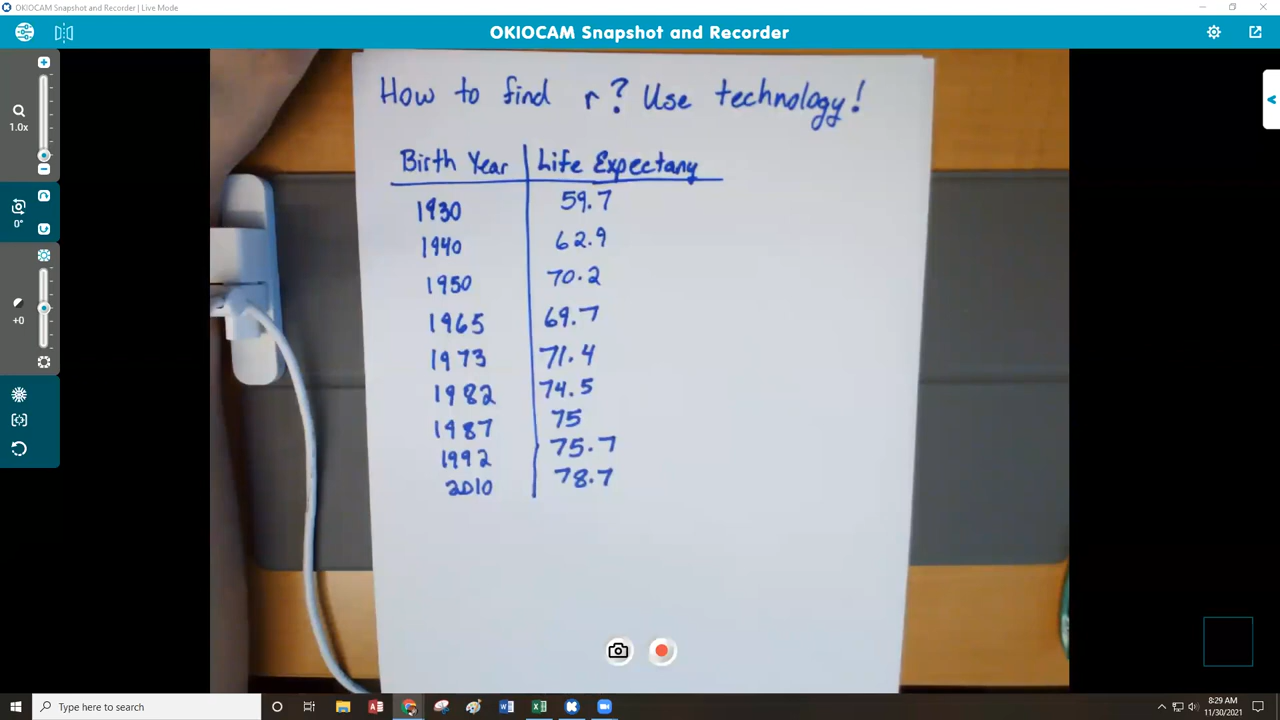 OKIOCAM Snapshot and Recorder | Live Mode
OKIOCAM Snapshot and Recorder
1.0x
0°
+0
How to find r? Use technology!
Birth Year Life Expectany
1930 59.7
1940 62.9
1950 70.2
1965 69.7
1973 71.4
1982 74.5
1987 75
1992 75.7
2010 78.7
Type here to search
8:29 AM
11/30/2021